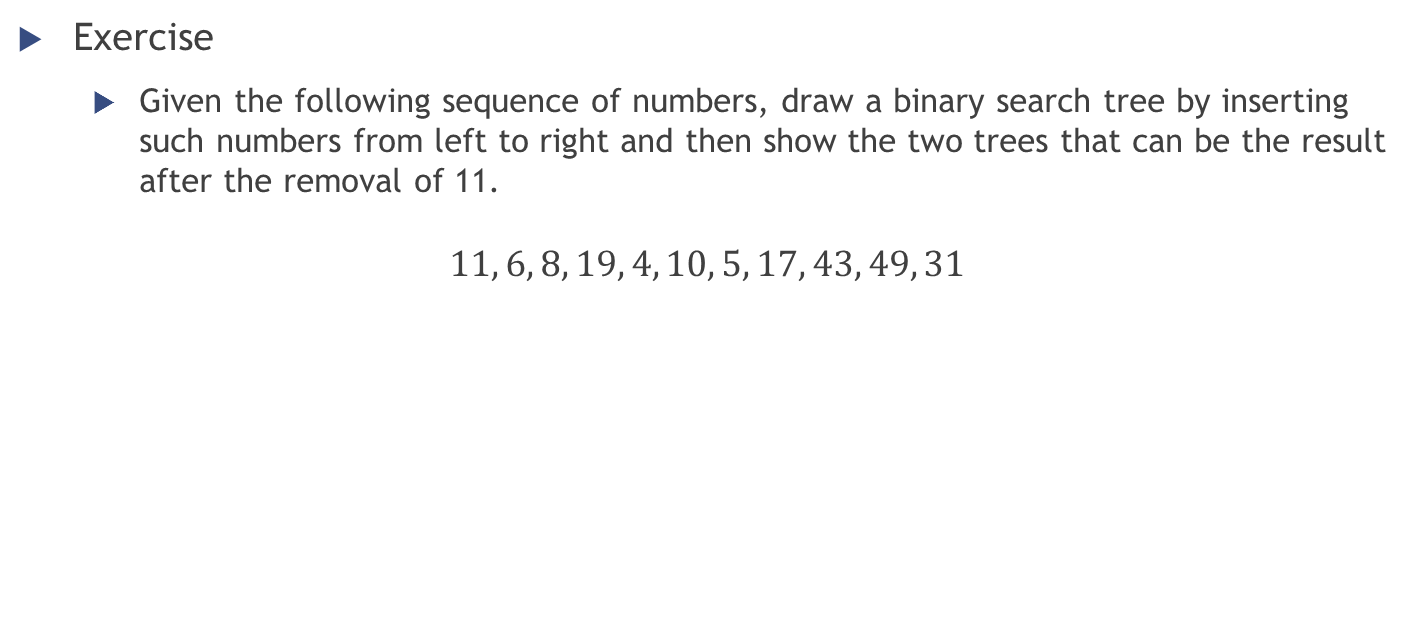 Exercise
Given the following sequence of numbers, draw a binary search tree by inserting
such numbers from left to right and then show the two trees that can be the result
after the removal of 11.
11, 6, 8, 19, 4, 10, 5, 17, 43, 49, 31